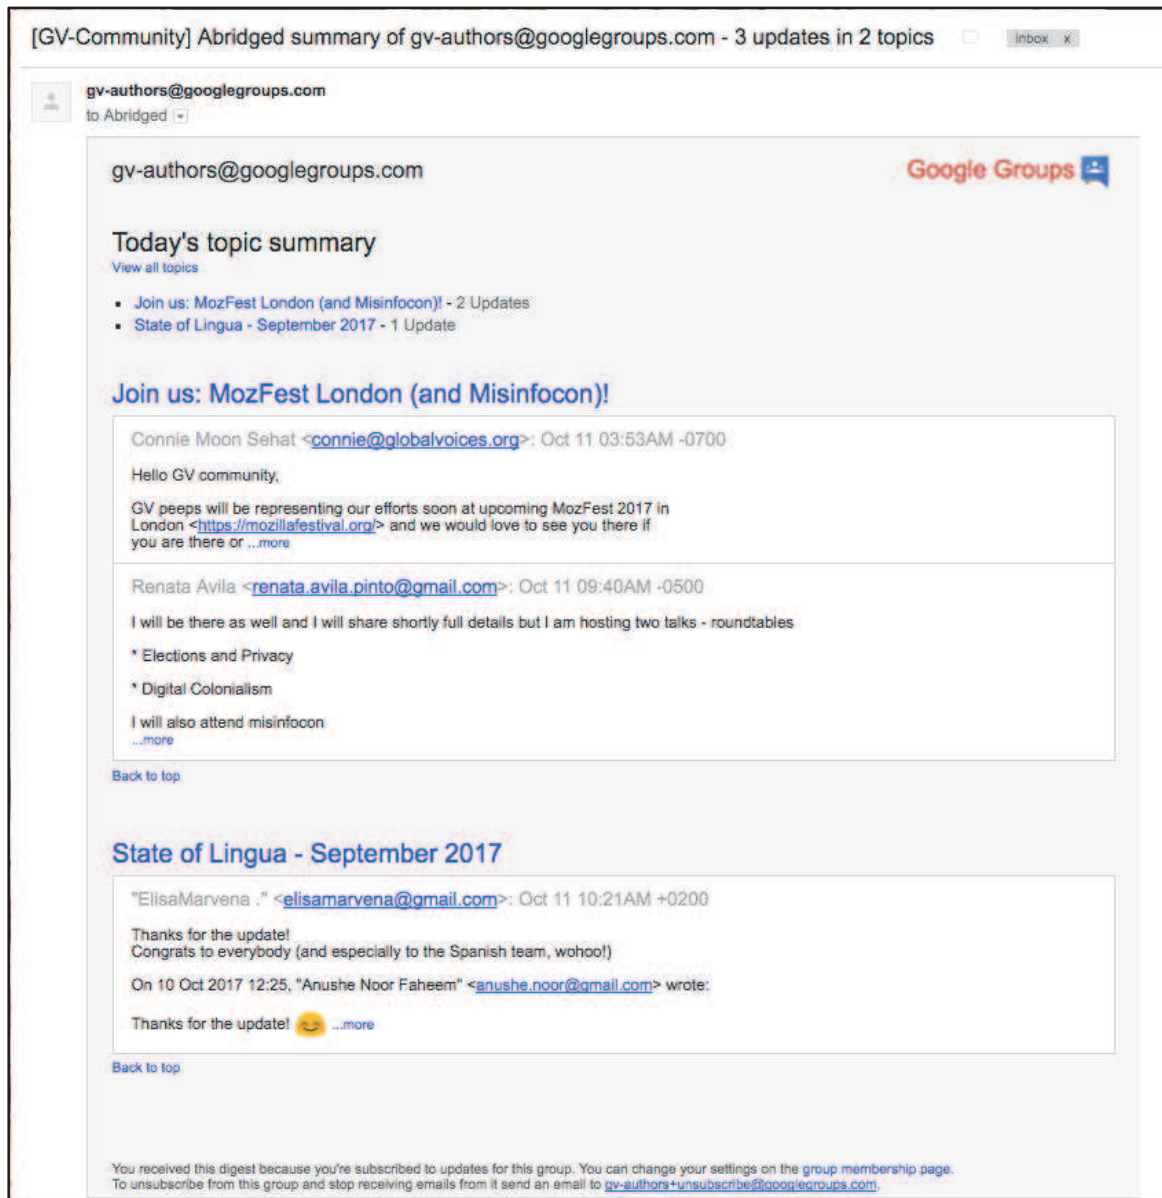 [GV-Community] Abridged summary of gv-authors@googlegroups.com - 3 updates in 2 topics Inbox x
gv-authors@googlegroups.com
to Abridged
gv-authors@googlegroups.com Google Groups
Today's topic summary
View all topics
Join us: MozFest London (and Misinfocon)! - 2 Updates
State of Lingua - September 2017 - 1 Update
Join us: MozFest London (and Misinfocon)!
Connie Moon Sehat <connie@globalvoices.org>: Oct 11 03:53AM -0700
Hello GV community,
GV peeps will be representing our efforts soon at upcoming MozFest 2017 in
London <https://mozillafestival.org/> and we would love to see you there if
you are there or ...more
Renata Avila <renata.avila.pinto@gmail.com>: Oct 11 09:40AM -0500
I will be there as well and I will share shortly full details but I am hosting two talks - roundtables
* Elections and Privacy
* Digital Colonialism
I will also attend misinfocon
...more
Back to top
State of Lingua - September 2017
"ElisaMarvena ." <elisamarvena@gmail.com>: Oct 11 10:21AM +0200
Thanks for the update!
Congrats to everybody (and especially to the Spanish team, wohoo!)
On 10 Oct 2017 12:25, "Anushe Noor Faheem" <anushe.noor@gmail.com> wrote:
Thanks for the update! ...more
Back to top
You received this digest because you're subscribed to updates for this group. You can change your settings on the group membership page.
To unsubscribe from this group and stop receiving emails from it send an email to gv-authors+unsubscribe@googlegroups.com.